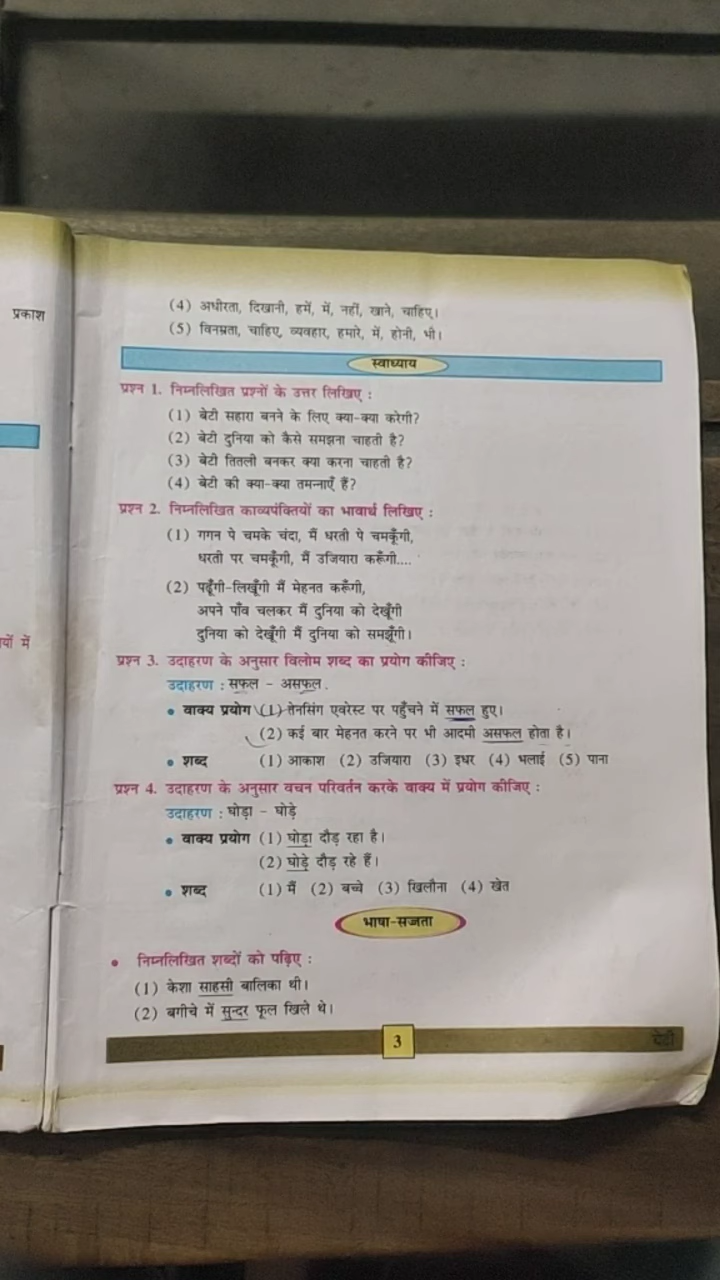 प्रकाश
यों में
(4) अधीरता, दिखानी, हमें, में, नहीं, खाने, चाहिए।
(5) विनम्रता, चाहिए, व्यवहार, हमारे, में, होनी, भी।
स्वाध्याय
प्रश्न 1. निम्नलिखित प्रश्नों के उत्तर लिखिए :
(1) बेटी सहारा बनने के लिए क्या-क्या करेगी?
(2) बेटी दुनिया को कैसे समझना चाहती है?
(3) बेटी तितली बनकर क्या करना चाहती है?
(4) बेटी की क्या-क्या तमन्नाएँ हैं?
प्रश्न 2. निम्नलिखित काव्यपंक्तियों का भावार्थ लिखिए :
(1) गगन पे चमके चंदा, मैं धरती पे चमकूँगी,
धरती पर चमकूँगी, मैं उजियारा करूँगी....
(2) पढ़ूँगी-लिखूँगी मैं मेहनत करूँगी,
अपने पाँव चलकर मैं दुनिया को देखूँगी
दुनिया को देखूँगी मैं दुनिया को समझूँगी।
प्रश्न 3. उदाहरण के अनुसार विलोम शब्द का प्रयोग कीजिए :
उदाहरण : सफल - असफल.
• वाक्य प्रयोग (1) तेनसिंग एवरेस्ट पर पहुँचने में सफल हुए।
(2) कई बार मेहनत करने पर भी आदमी असफल होता है।
• शब्द (1) आकाश (2) उजियारा (3) इधर (4) भलाई (5) पाना
प्रश्न 4. उदाहरण के अनुसार वचन परिवर्तन करके वाक्य में प्रयोग कीजिए :
उदाहरण : घोड़ा - घोड़े
• वाक्य प्रयोग (1) घोड़ा दौड़ रहा है।
(2) घोड़े दौड़ रहे हैं।
• शब्द (1) मैं (2) बच्चे (3) खिलौना (4) खेत
भाषा-सज्जता
• निम्नलिखित शब्दों को पढ़िए :
(1) केशा साहसी बालिका थी।
(2) बगीचे में सुन्दर फूल खिले थे।
3
बेटी